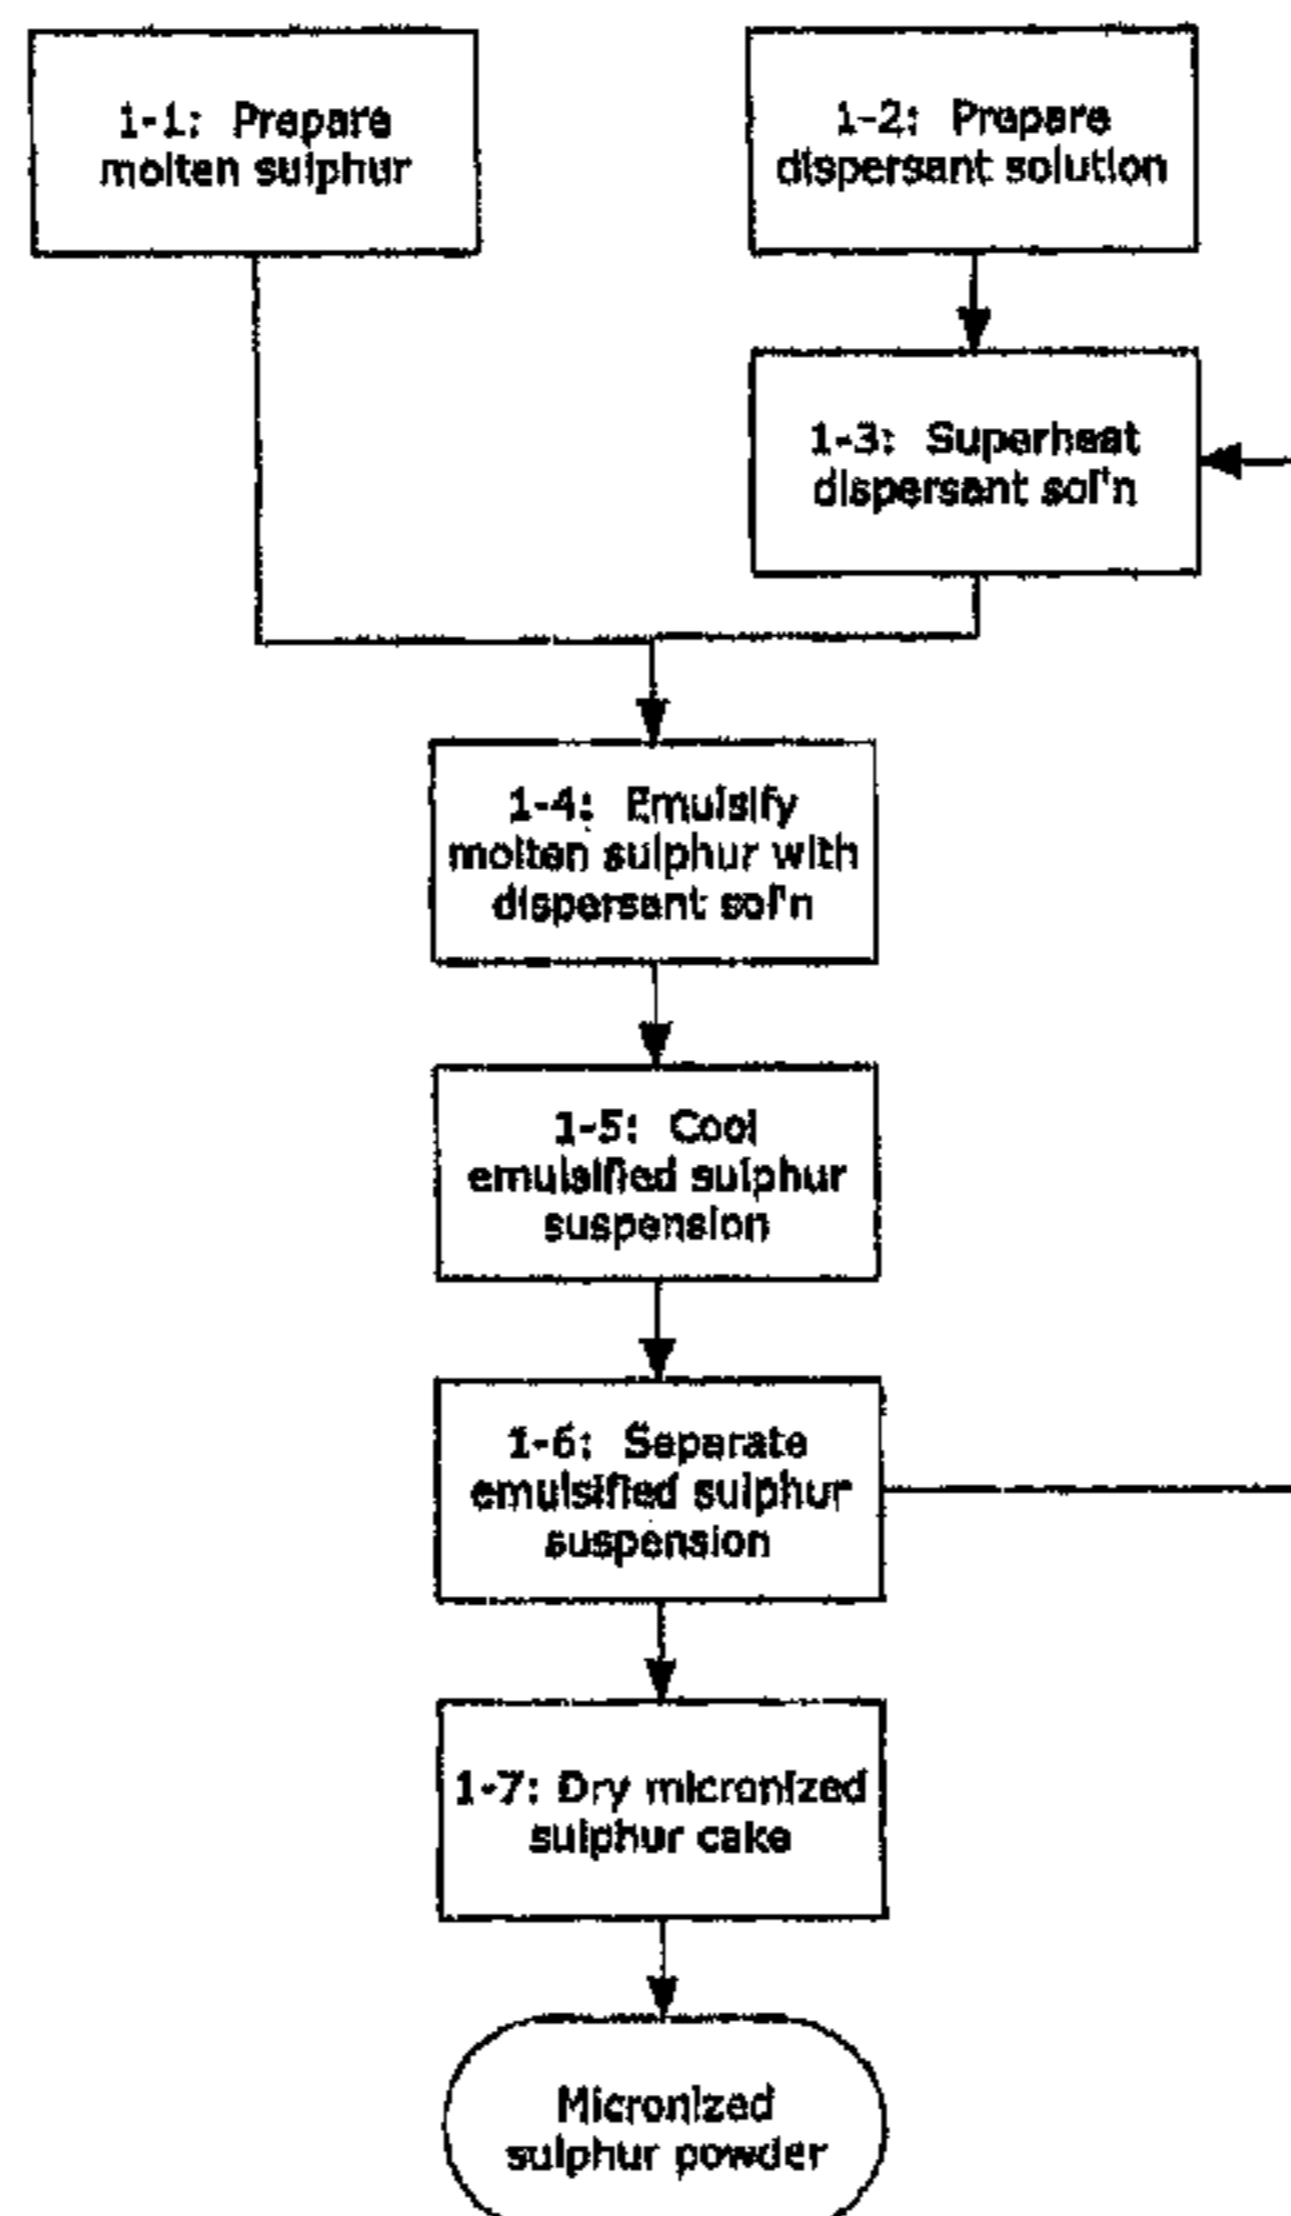 1-1: Prepare
molten sulphur
1-2: Prepare
dispersant solution
1-3: Superheat
dispersant sol'n
1-4: Emulsify
molten sulphur with
dispersant sol'n
1-5: Cool
emulsified sulphur
suspension
1-6: Separate
emulsified sulphur
suspension
1-7: Dry micronized
sulphur cake
Micronized
sulphur powder